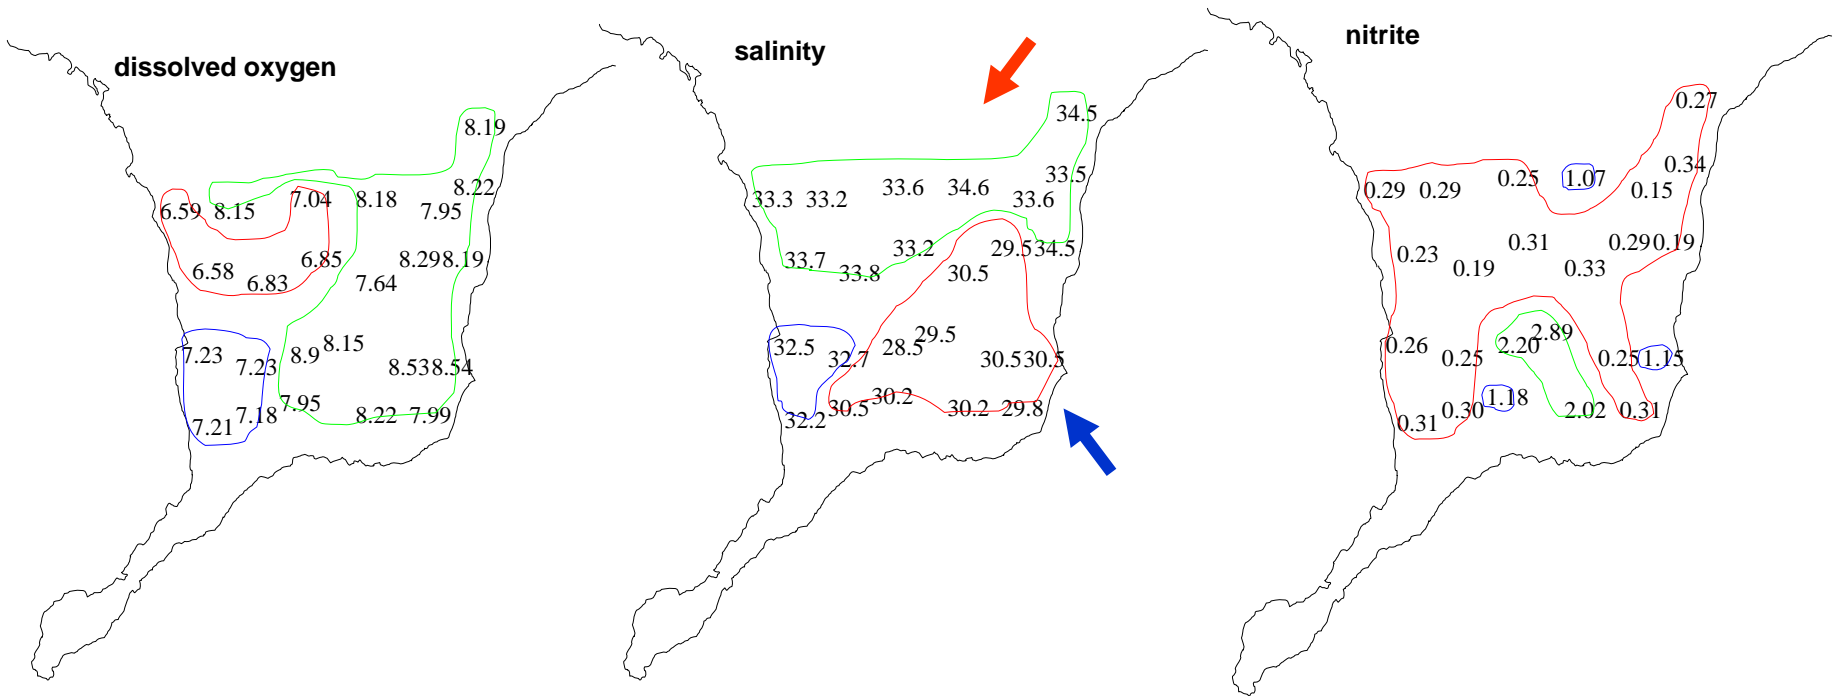 dissolved oxygen
8.19
8.22
6.59 8.15 7.04 8.18 7.95
6.58 6.83 6.85 7.64 8.29 8.19
7.23 7.23 8.9 8.15 8.53 8.54
7.21 7.18 7.95 8.22 7.99
salinity
34.5
33.5
33.3 33.2 33.6 34.6 33.6
33.7 33.8 33.2 30.5 29.5 34.5
32.5 32.7 28.5 29.5 30.5 30.5
32.2 30.5 30.2 30.2 29.8
nitrite
0.27
0.34
0.29 0.29 0.25 1.07 0.15
0.23 0.19 0.31 0.33 0.29 0.19
0.26 0.25 2.20 2.89 0.25 1.15
0.31 0.30 1.18 2.02 0.31